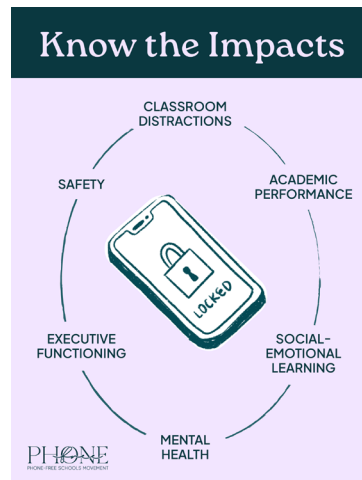 Know the Impacts
CLASSROOM
DISTRACTIONS
SAFETY
ACADEMIC
PERFORMANCE
LOCKED
EXECUTIVE
FUNCTIONING
SOCIAL-
EMOTIONAL
LEARNING
MENTAL
HEALTH
PHONE
PHONE-FREE SCHOOLS MOVEMENT